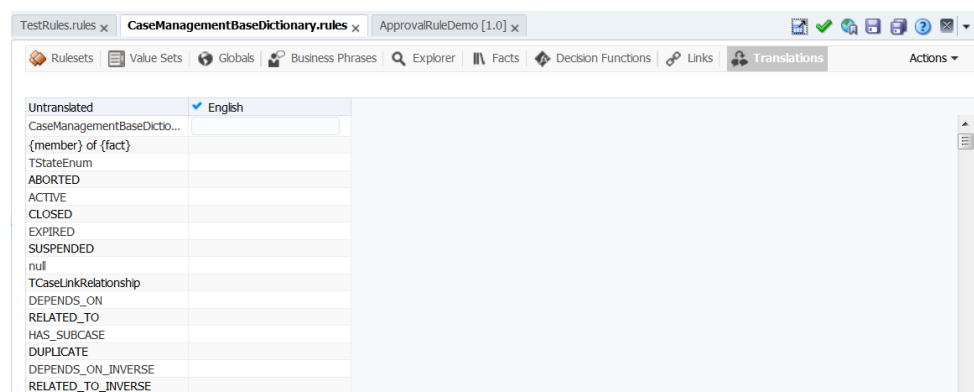 TestRules.rules x CaseManagementBaseDictionary.rules x ApprovalRuleDemo [1.0] x
Rulesets Value Sets Globals Business Phrases Explorer Facts Decision Functions Links Translations Actions
Untranslated English
CaseManagementBaseDictio...
{member} of {fact}
TStateEnum
ABORTED
ACTIVE
CLOSED
EXPIRED
SUSPENDED
null
TCaseLinkRelationship
DEPENDS_ON
RELATED_TO
HAS_SUBCASE
DUPLICATE
DEPENDS_ON_INVERSE
RELATED_TO_INVERSE